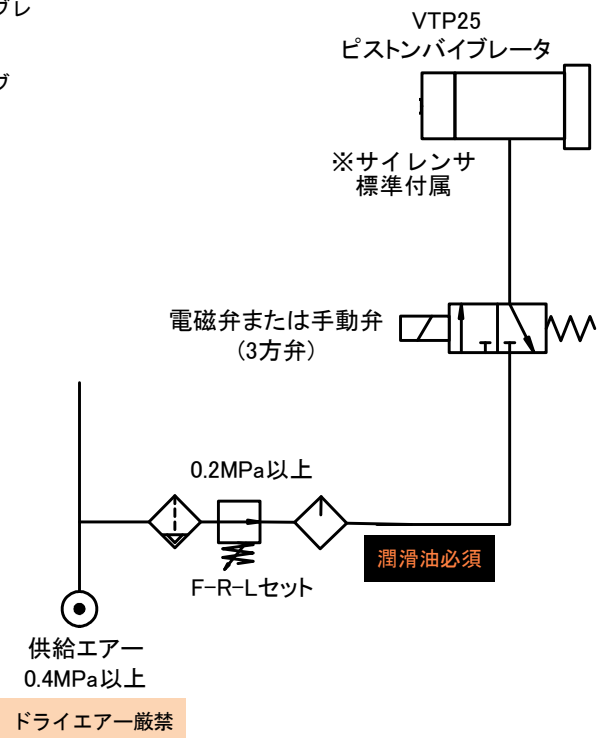 ブレ
ブ
VTP25
ピストンバイブレータ
※サイレンサ
標準付属
電磁弁または手動弁
(3方弁)
0.2MPa以上
潤滑油必須
F-R-Lセット
供給エアー
0.4MPa以上
ドライエアー厳禁